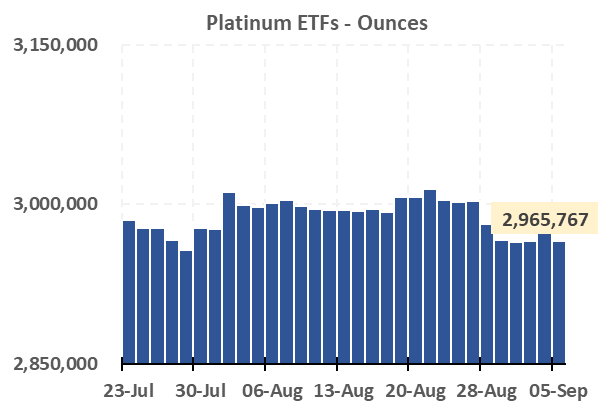 Platinum ETFs - Ounces
3,150,000
3,000,000
2,965,767
2,850,000
23-Jul 30-Jul 06-Aug 13-Aug 20-Aug 28-Aug 05-Sep